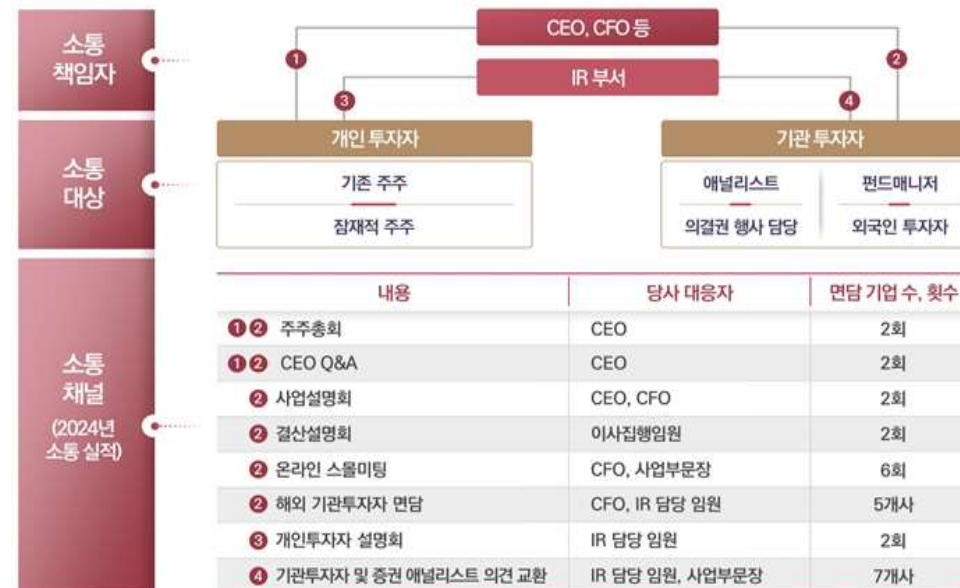 소통
책임자
CEO, CFO 등
IR 부서
1
2
3
4
소통
대상
개인 투자자
기존 주주
잠재적 주주
기관 투자자
애널리스트
펀드매니저
의결권 행사 담당
외국인 투자자
소통
채널
(2024년
소통 실적)
내용 당사 대응자 면담 기업 수, 횟수
1 2 주주총회 CEO 2회
1 2 CEO Q&A CEO 2회
2 사업설명회 CEO, CFO 2회
2 결산설명회 이사집행임원 2회
2 온라인 스몰미팅 CFO, 사업부문장 6회
2 해외 기관투자자 면담 CFO, IR 담당 임원 5개사
3 개인투자자 설명회 IR 담당 임원 2회
4 기관투자자 및 증권 애널리스트 의견 교환 IR 담당 임원, 사업부문장 7개사